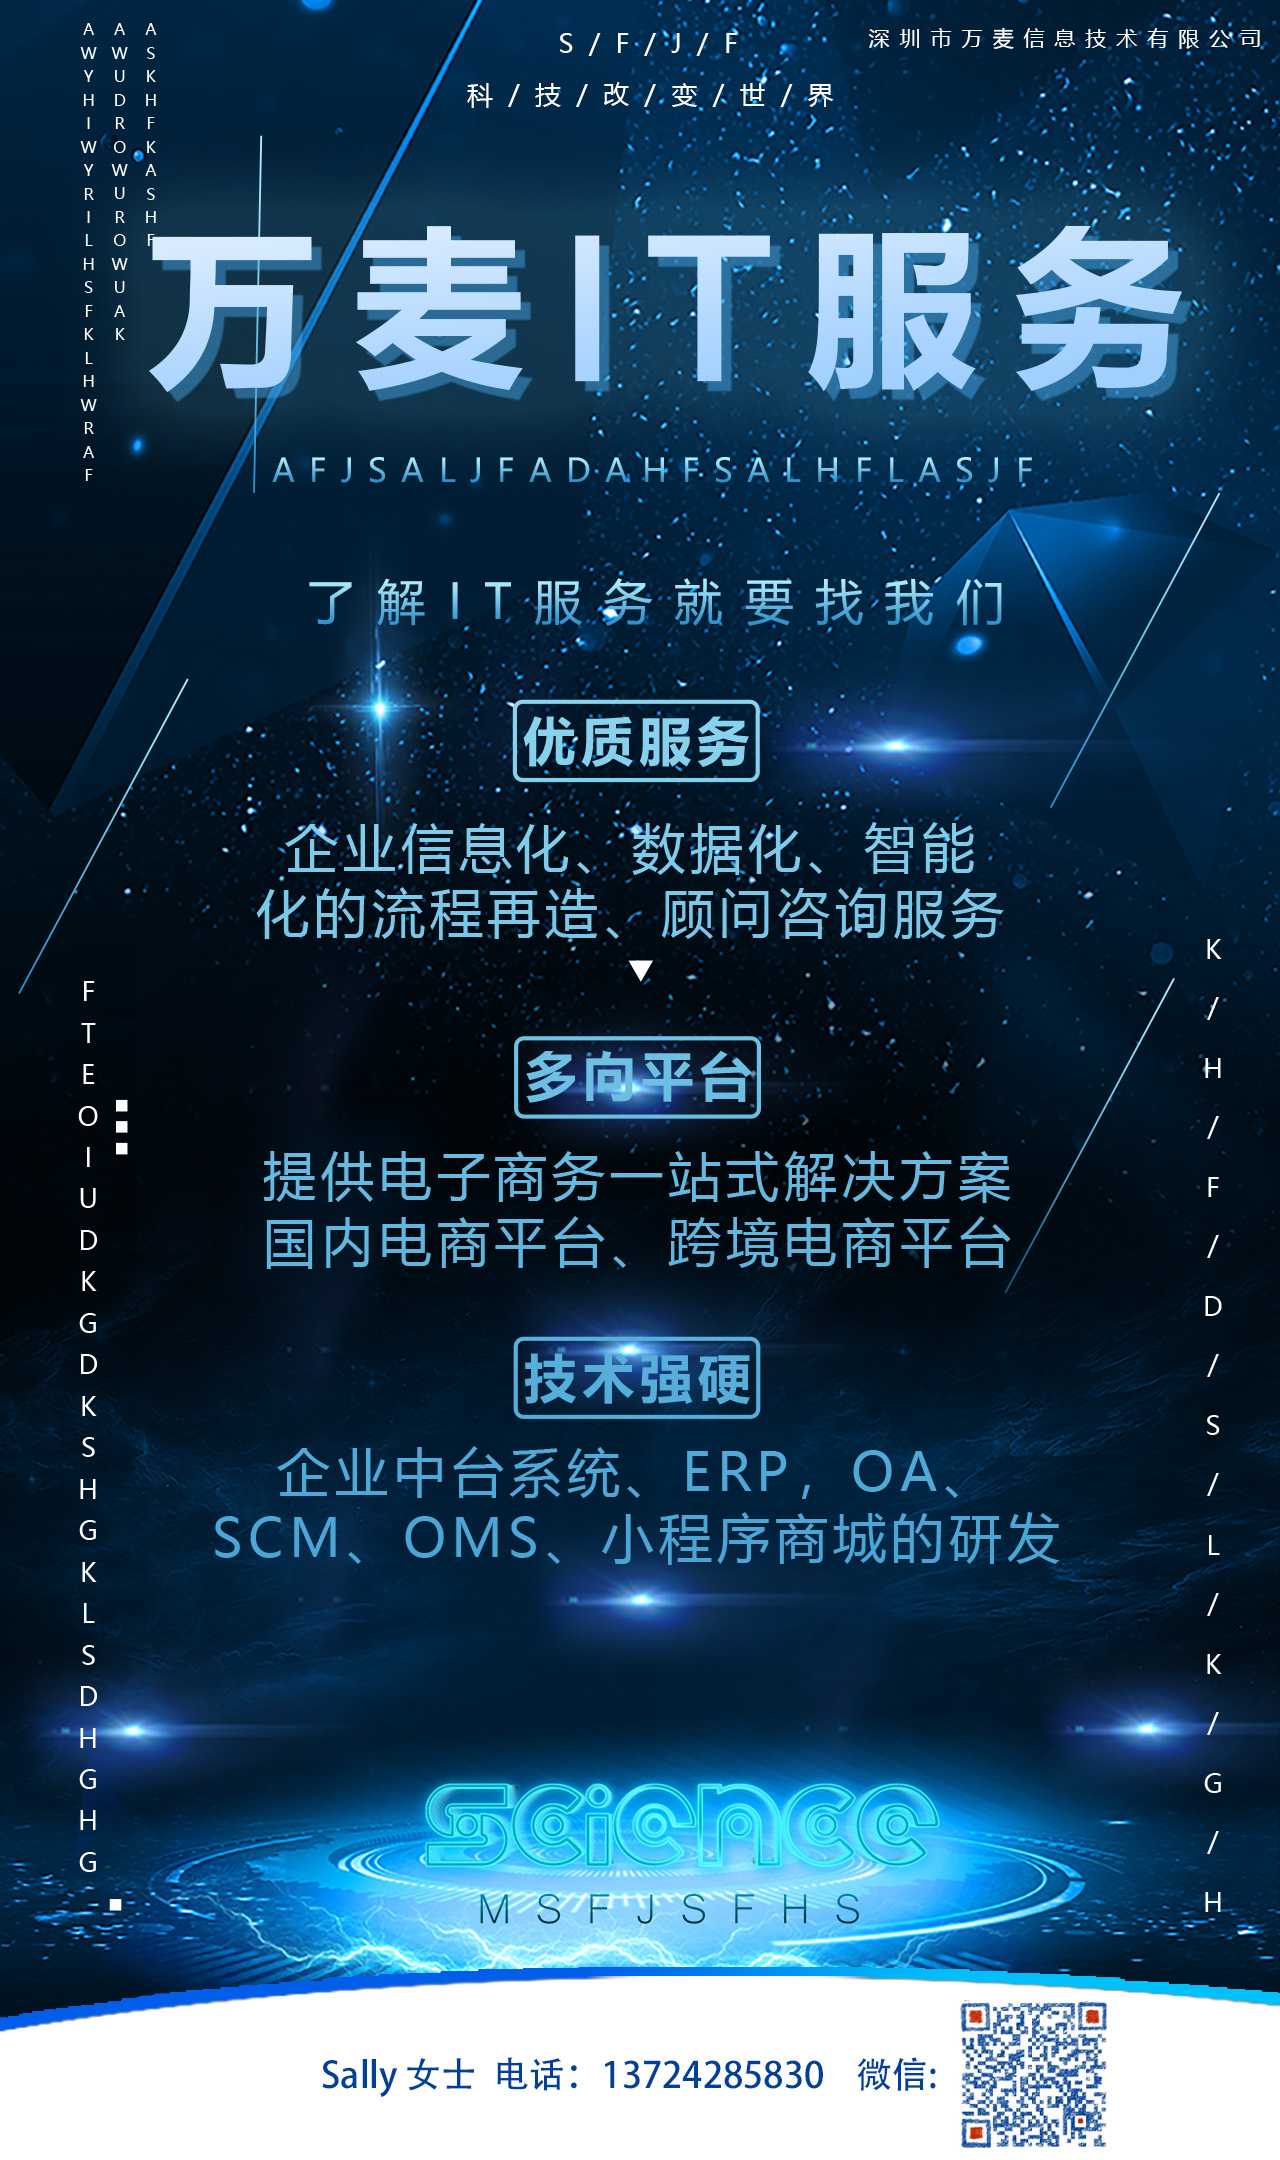 S/F/J/F
深圳市万麦信息技术有限公司
科/技/改/变/世/界
AWYHIWYRILHSFKLHWRAF
AWUDROWUROWUAK
ASKHFKASHF
万麦IT服务
AFJSALJFADAHFSALHFLASJF
了解IT服务就要找我们
优质服务
企业信息化、数据化、智能
化的流程再造、顾问咨询服务
多向平台
提供电子商务一站式解决方案
国内电商平台、跨境电商平台
技术强硬
企业中台系统、ERP，OA、
SCM、OMS、小程序商城的研发
FTEOIUDKGDKSHGKLSDHGHG
K/H/F/D/S/L/K/G/H
science
MSFJSFHS
Sally 女士 电话：13724285830 微信: